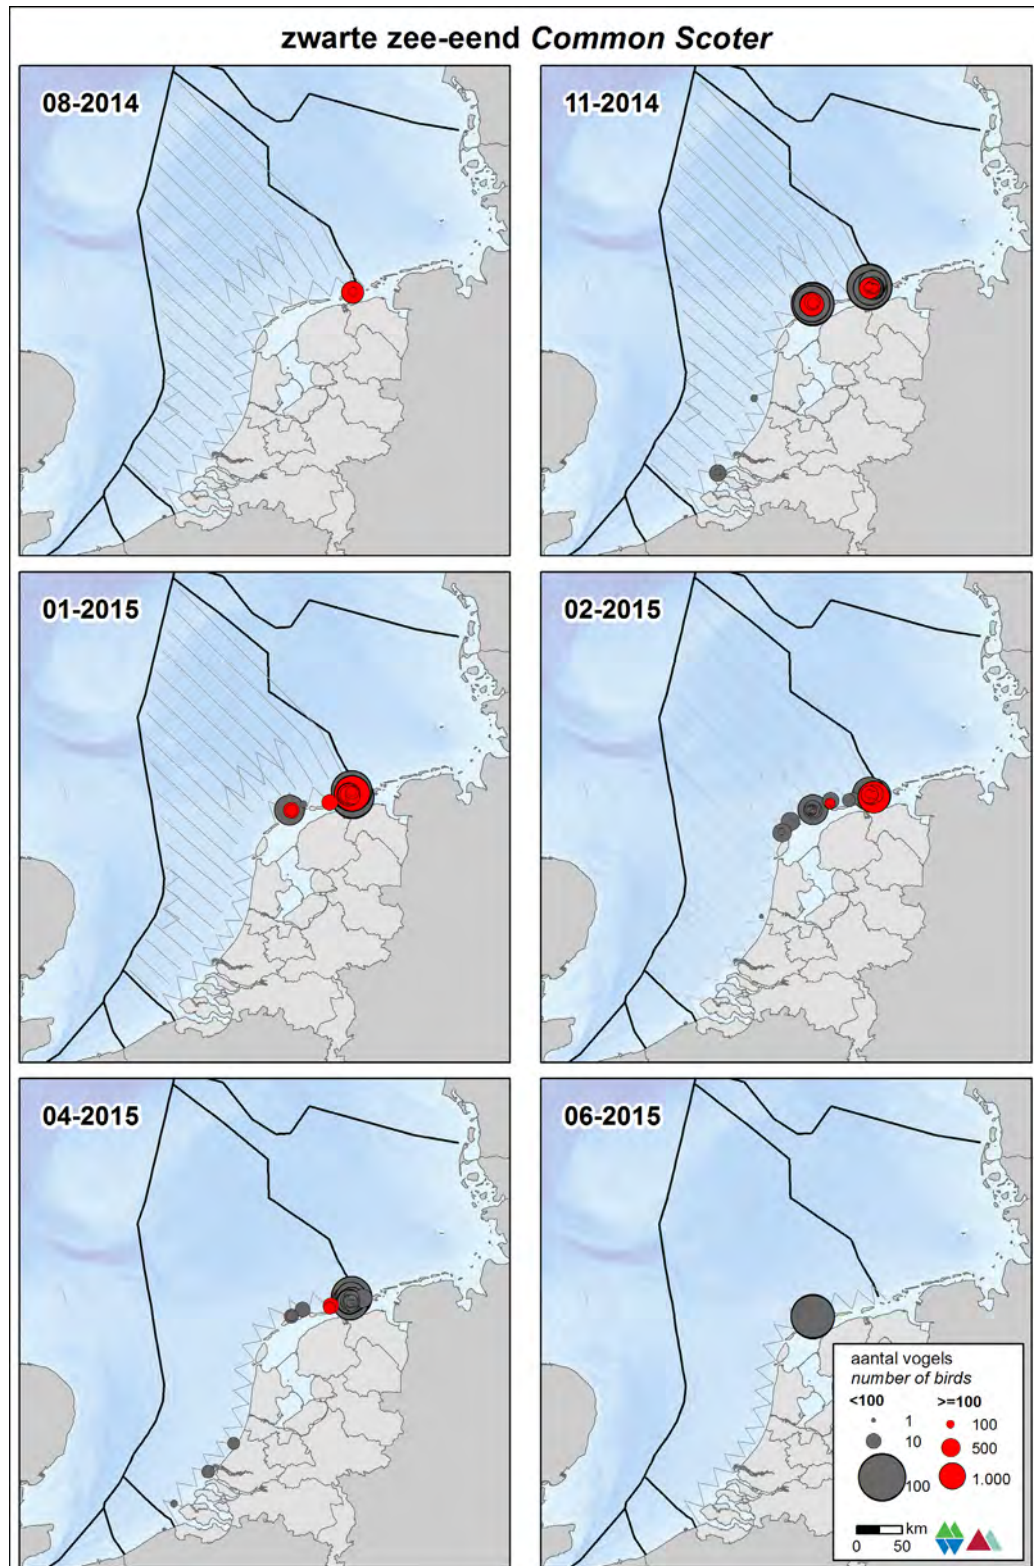 zwarte zee-eend Common Scoter
08-2014
11-2014
01-2015
02-2015
04-2015
06-2015
aantal vogels
number of birds
<100 >=100
1 100
10 500
100 1.000
km
0 50